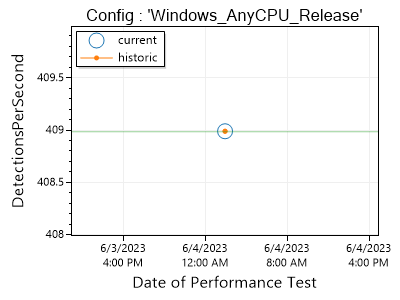 Config : 'Windows_AnyCPU_Release'
current
historic
DetectionsPerSecond
409.5
409
408.5
408
6/3/2023
4:00 PM
6/4/2023
12:00 AM
6/4/2023
8:00 AM
6/4/2023
4:00 PM
Date of Performance Test